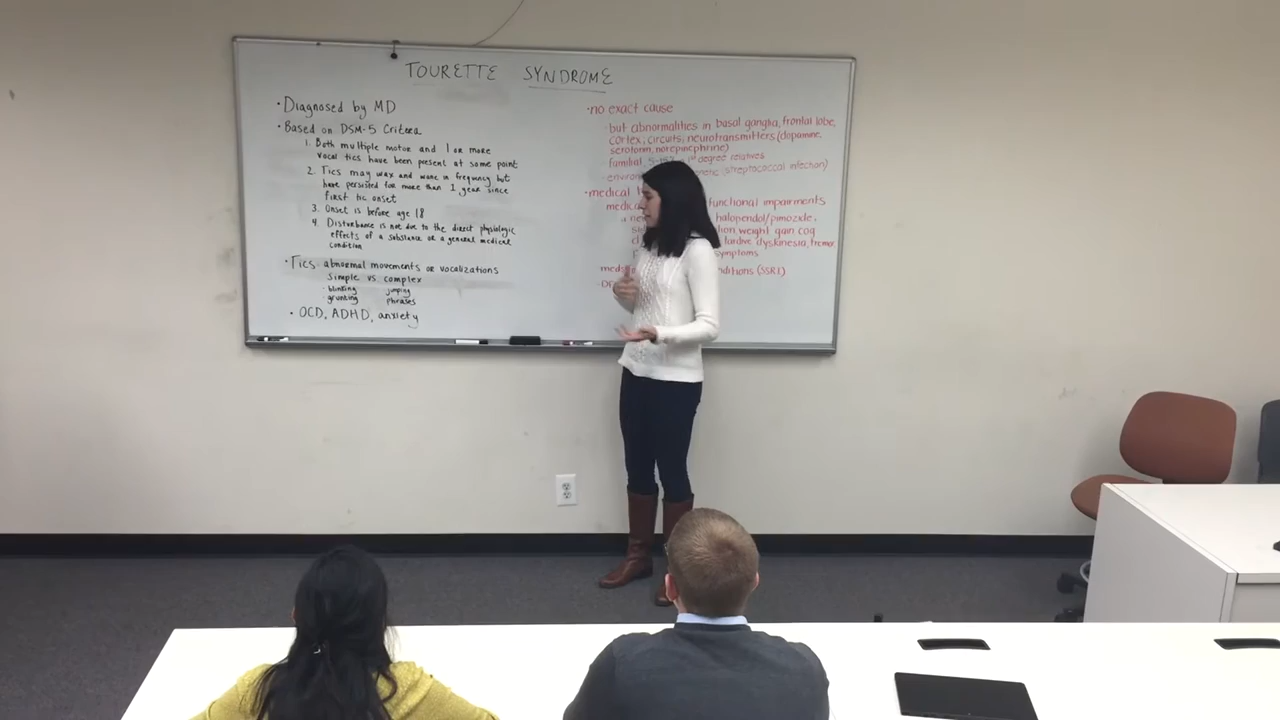 TOURETTE SYNDROME
• Diagnosed by MD
• Based on DSM-5 Criteria
1. Both multiple motor and 1 or more
vocal tics have been present at some point
2. Tics may wax and wane in frequency but
have persisted for more than 1 year since
first tic onset
3. Onset is before age 18
4. Disturbance is not due to the direct physiologic
effects of a substance or a general medical
condition
• Tics abnormal movements or vocalizations
Simple vs. complex
- blinking jumping
- grunting phrases
• OCD, ADHD, anxiety
• no exact cause
- but abnormalities in basal ganglia, frontal lobe,
cortex, circuits, neurotransmitters (dopamine,
serotonin, norepinephrine)
- familial degree relatives
(streptococcal infection)
• medical functional impairments
haloperidol/pimozide,
weight gain cog
tardive dyskinesia, tremor
symptoms
(SSRI)